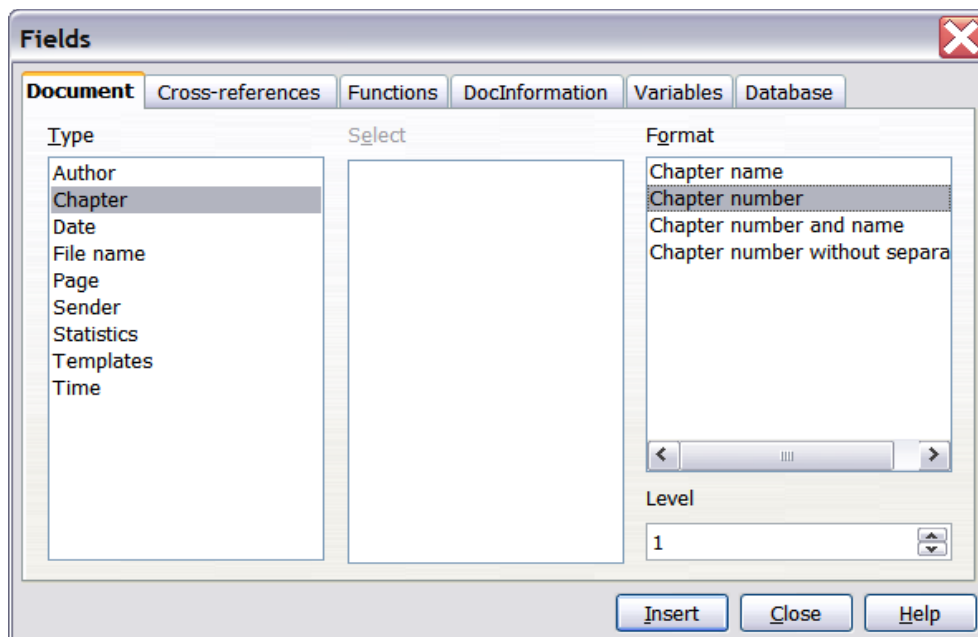 Fields
Document Cross-references Functions DocInformation Variables Database
Type
Author
Chapter
Date
File name
Page
Sender
Statistics
Templates
Time
Select
Format
Chapter name
Chapter number
Chapter number and name
Chapter number without separa
Level
1
Insert Close Help